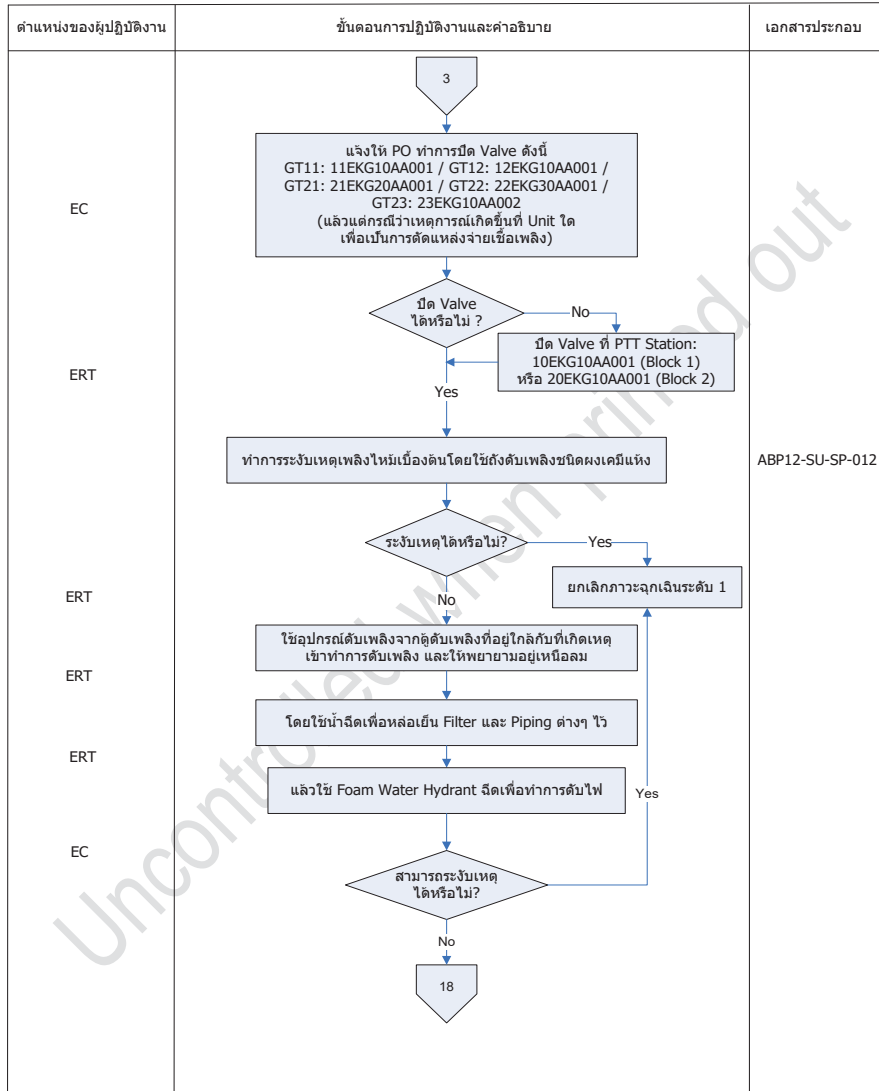 ตำแหน่งของผู้ปฏิบัติงาน
ขั้นตอนการปฏิบัติงานและคำอธิบาย
เอกสารประกอบ
3
EC
แจ้งให้ PO ทำการปิด Valve ดังนี้
GT11: 11EKG10AA001 / GT12: 12EKG10AA001 /
GT21: 21EKG20AA001 / GT22: 22EKG30AA001 /
GT23: 23EKG10AA002
(แล้วแต่กรณีว่าเหตุการณ์เกิดขึ้นที่ Unit ใด
เพื่อเป็นการตัดแหล่งจ่ายเชื้อเพลิง)
ปิด Valve
ได้หรือไม่ ?
No
ปิด Valve ที่ PTT Station:
10EKG10AA001 (Block 1)
หรือ 20EKG10AA001 (Block 2)
ERT
Yes
ทำการระงับเหตุเพลิงไหม้เบื้องต้นโดยใช้ถังดับเพลิงชนิดผงเคมีแห้ง
ABP12-SU-SP-012
ระงับเหตุได้หรือไม่?
Yes
ยกเลิกภาวะฉุกเฉินระดับ 1
ERT
No
ใช้อุปกรณ์ดับเพลิงจากตู้ดับเพลิงที่อยู่ใกล้กับที่เกิดเหตุ
เข้าทำการดับเพลิง และให้พยายามอยู่เหนือลม
ERT
โดยใช้น้ำฉีดเพื่อหล่อเย็น Filter และ Piping ต่างๆ ไว้
ERT
แล้วใช้ Foam Water Hydrant ฉีดเพื่อทำการดับไฟ
Yes
EC
สามารถระงับเหตุ
ได้หรือไม่?
No
18
Uncontrolled when prined out